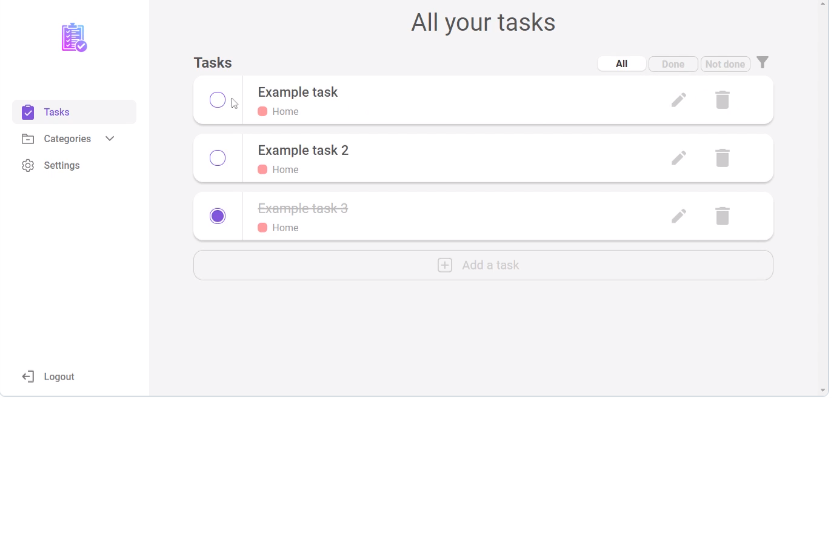 All your tasks
Tasks
All
Done
Not done
Tasks
Categories
Settings
Logout
Example task
Home
Example task 2
Home
Example task 3
Home
Add a task